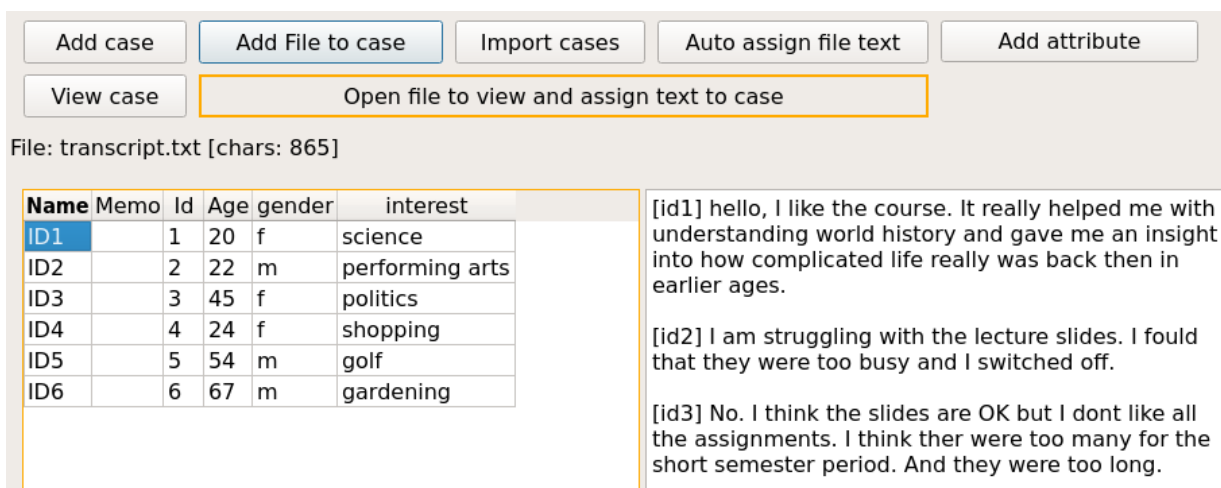 Add case Add File to case Import cases Auto assign file text Add attribute
View case Open file to view and assign text to case
File: transcript.txt [chars: 865]
Name Memo Id Age gender interest
ID1 1 20 f science
ID2 2 22 m performing arts
ID3 3 45 f politics
ID4 4 24 f shopping
ID5 5 54 m golf
ID6 6 67 m gardening
[id1] hello, I like the course. It really helped me with
understanding world history and gave me an insight
into how complicated life really was back then in
earlier ages.
[id2] I am struggling with the lecture slides. I fould
that they were too busy and I switched off.
[id3] No. I think the slides are OK but I dont like all
the assignments. I think ther were too many for the
short semester period. And they were too long.